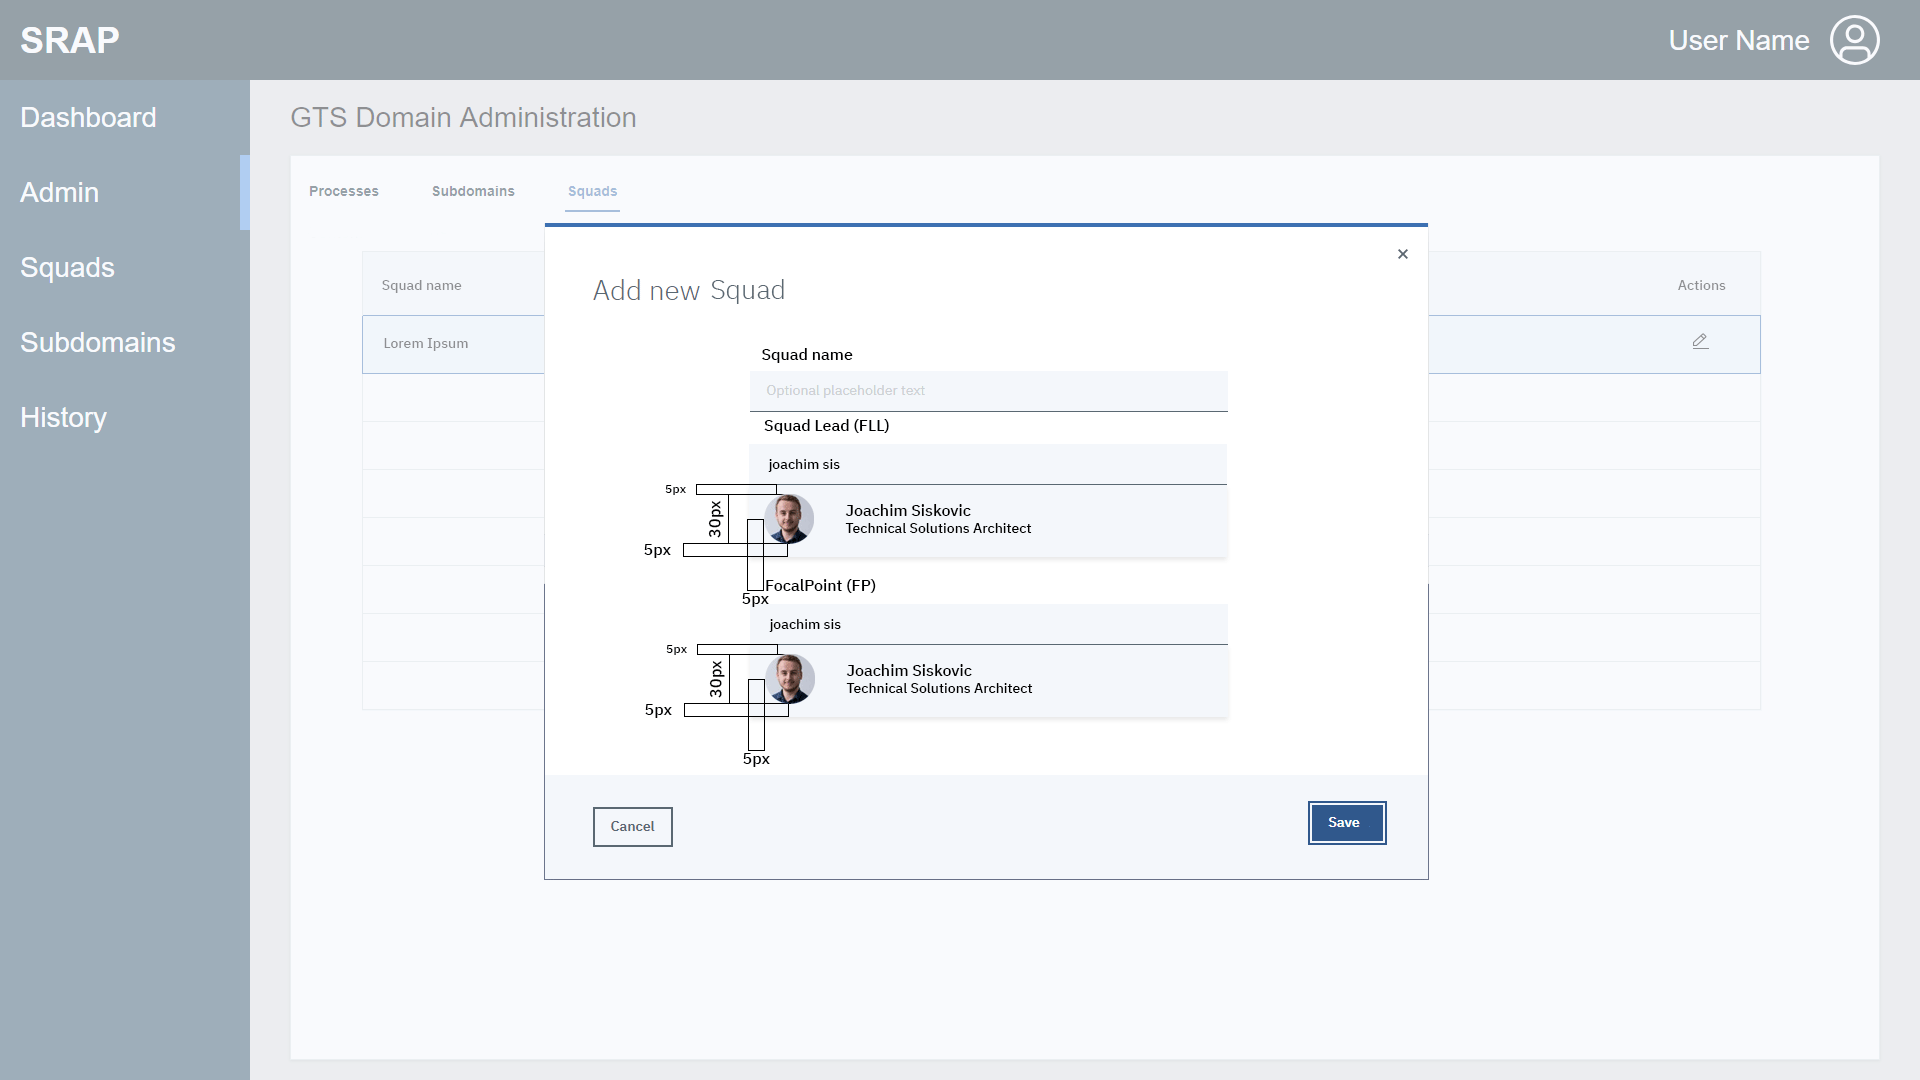 SRAP
User Name
Dashboard
Admin
Squads
Subdomains
History
GTS Domain Administration
Processes
Subdomains
Squads
Squad name
Actions
Lorem Ipsum
Add new Squad
Squad name
Optional placeholder text
Squad Lead (FLL)
joachim sis
5px
30px
5px
5px
Joachim Siskovic
Technical Solutions Architect
FocalPoint (FP)
joachim sis
5px
30px
5px
5px
Joachim Siskovic
Technical Solutions Architect
Cancel
Save